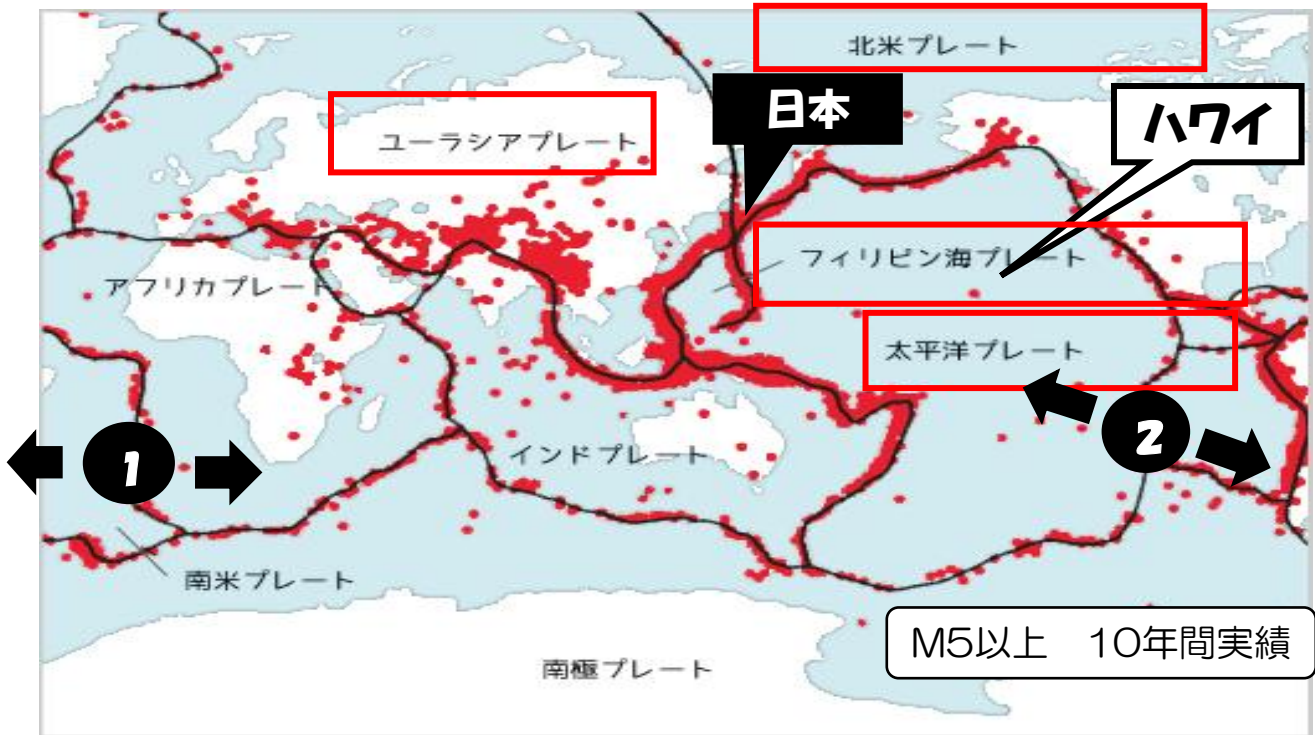 北米プレート
日本
ハワイ
ユーラシアプレート
フィリピン海プレート
アフリカプレート
太平洋プレート
1
2
インドプレート
南米プレート
M5以上 10年間実績
南極プレート